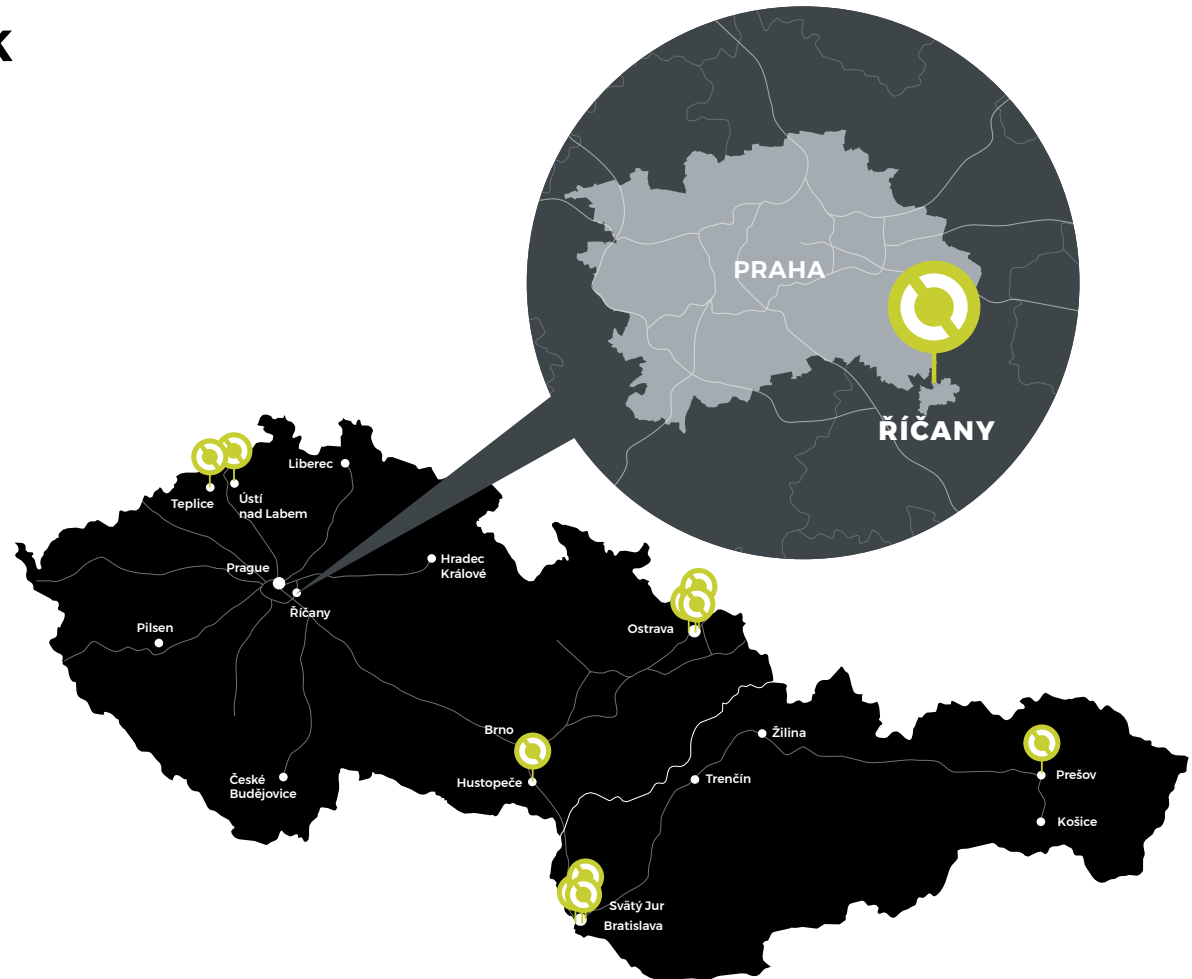 K
PRAHA
ŘÍČANY
Liberec
Teplice
Ústí
nad Labem
Prague
Hradec
Králové
Říčany
Pilsen
Ostrava
Brno
Žilina
České
Budějovice
Hustopeče
Trenčín
Prešov
Košice
Svätý Jur
Bratislava